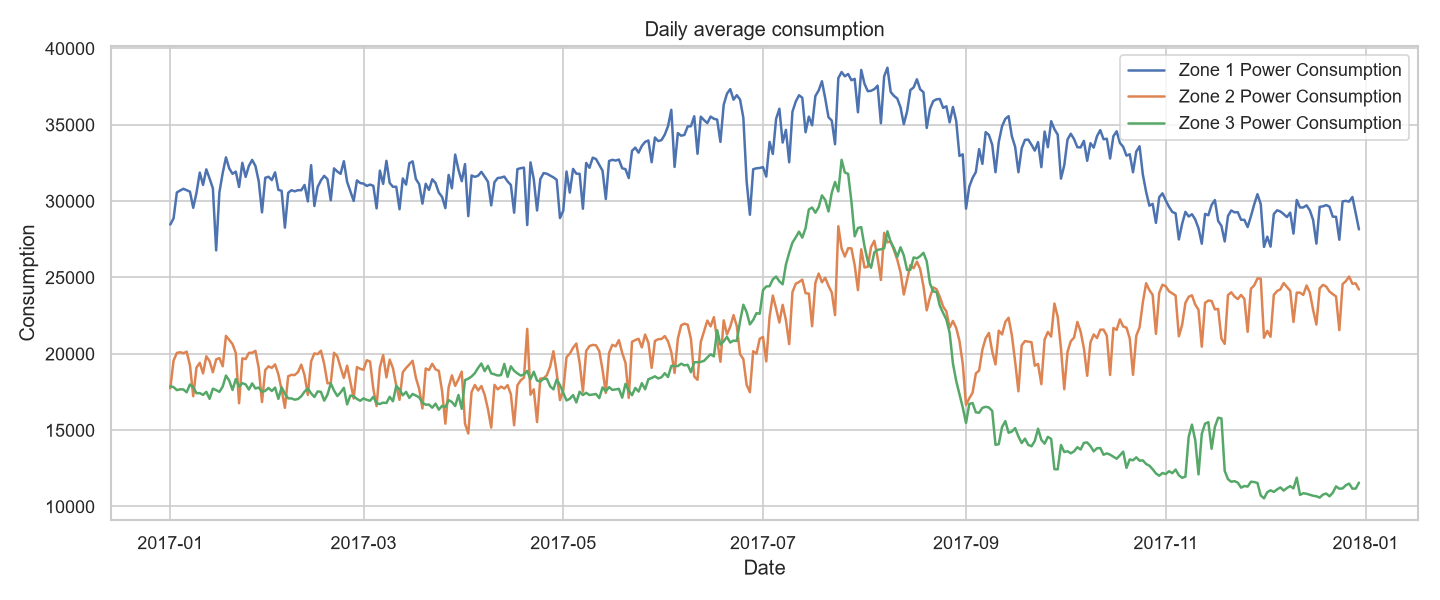 Daily average consumption
40000
35000
30000
25000
20000
15000
10000
Consumption
Zone 1 Power Consumption
Zone 2 Power Consumption
Zone 3 Power Consumption
2017-01 2017-03 2017-05 2017-07 2017-09 2017-11 2018-01
Date